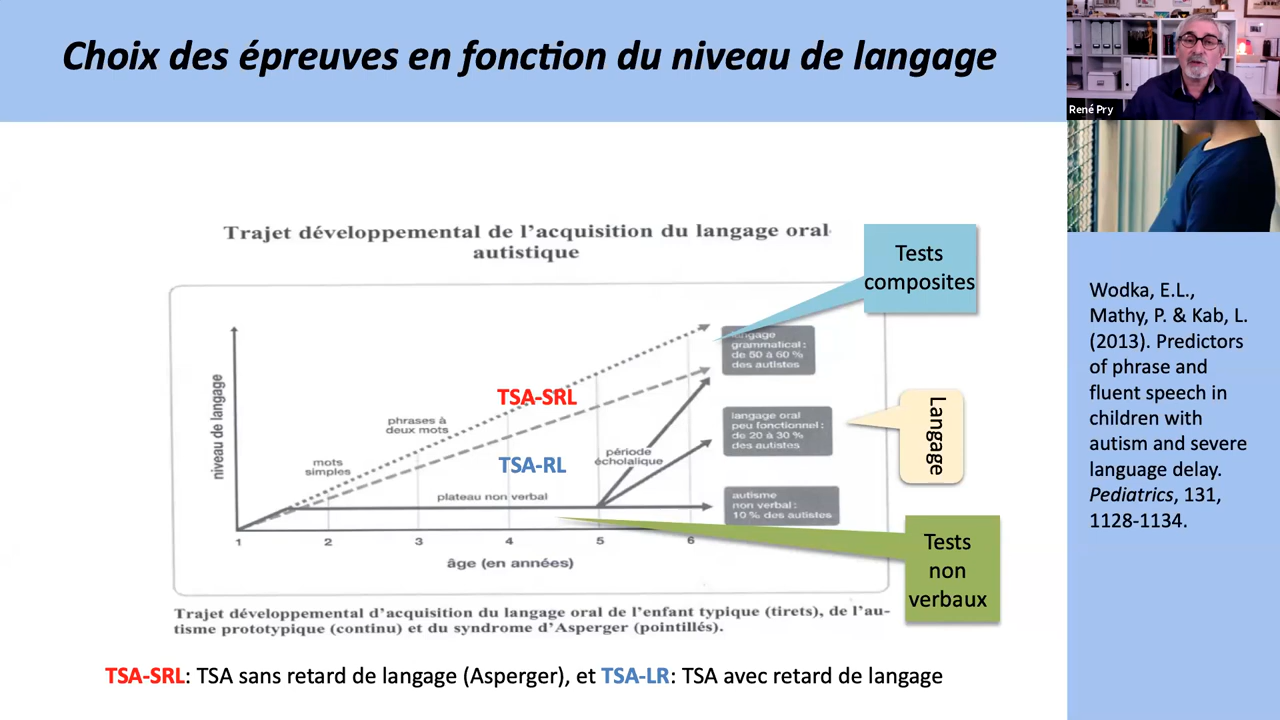 Choix des épreuves en fonction du niveau de langage
René Pry
Trajet développemental de l'acquisition du langage oral
autistique
Tests
composites
langage
grammatical :
de 50 à 60 %
des autistes
TSA-SRL
phrases à
deux mots
niveau de langage
langage oral
peu fonctionnel :
de 20 à 30 %
des autistes
Langage
mots
simples
TSA-RL
période
écholalique
plateau non verbal
autisme
non verbal :
10 % des autistes
1 2 3 4 5 6
âge (en années)
Tests
non
verbaux
Trajet développemental d'acquisition du langage oral de l'enfant typique (tirets), de l'au-
tisme prototypique (continu) et du syndrome d'Asperger (pointillés).
TSA-SRL: TSA sans retard de langage (Asperger), et TSA-LR: TSA avec retard de langage
Wodka, E.L.,
Mathy, P. & Kab, L.
(2013). Predictors
of phrase and
fluent speech in
children with
autism and severe
language delay.
Pediatrics, 131,
1128-1134.